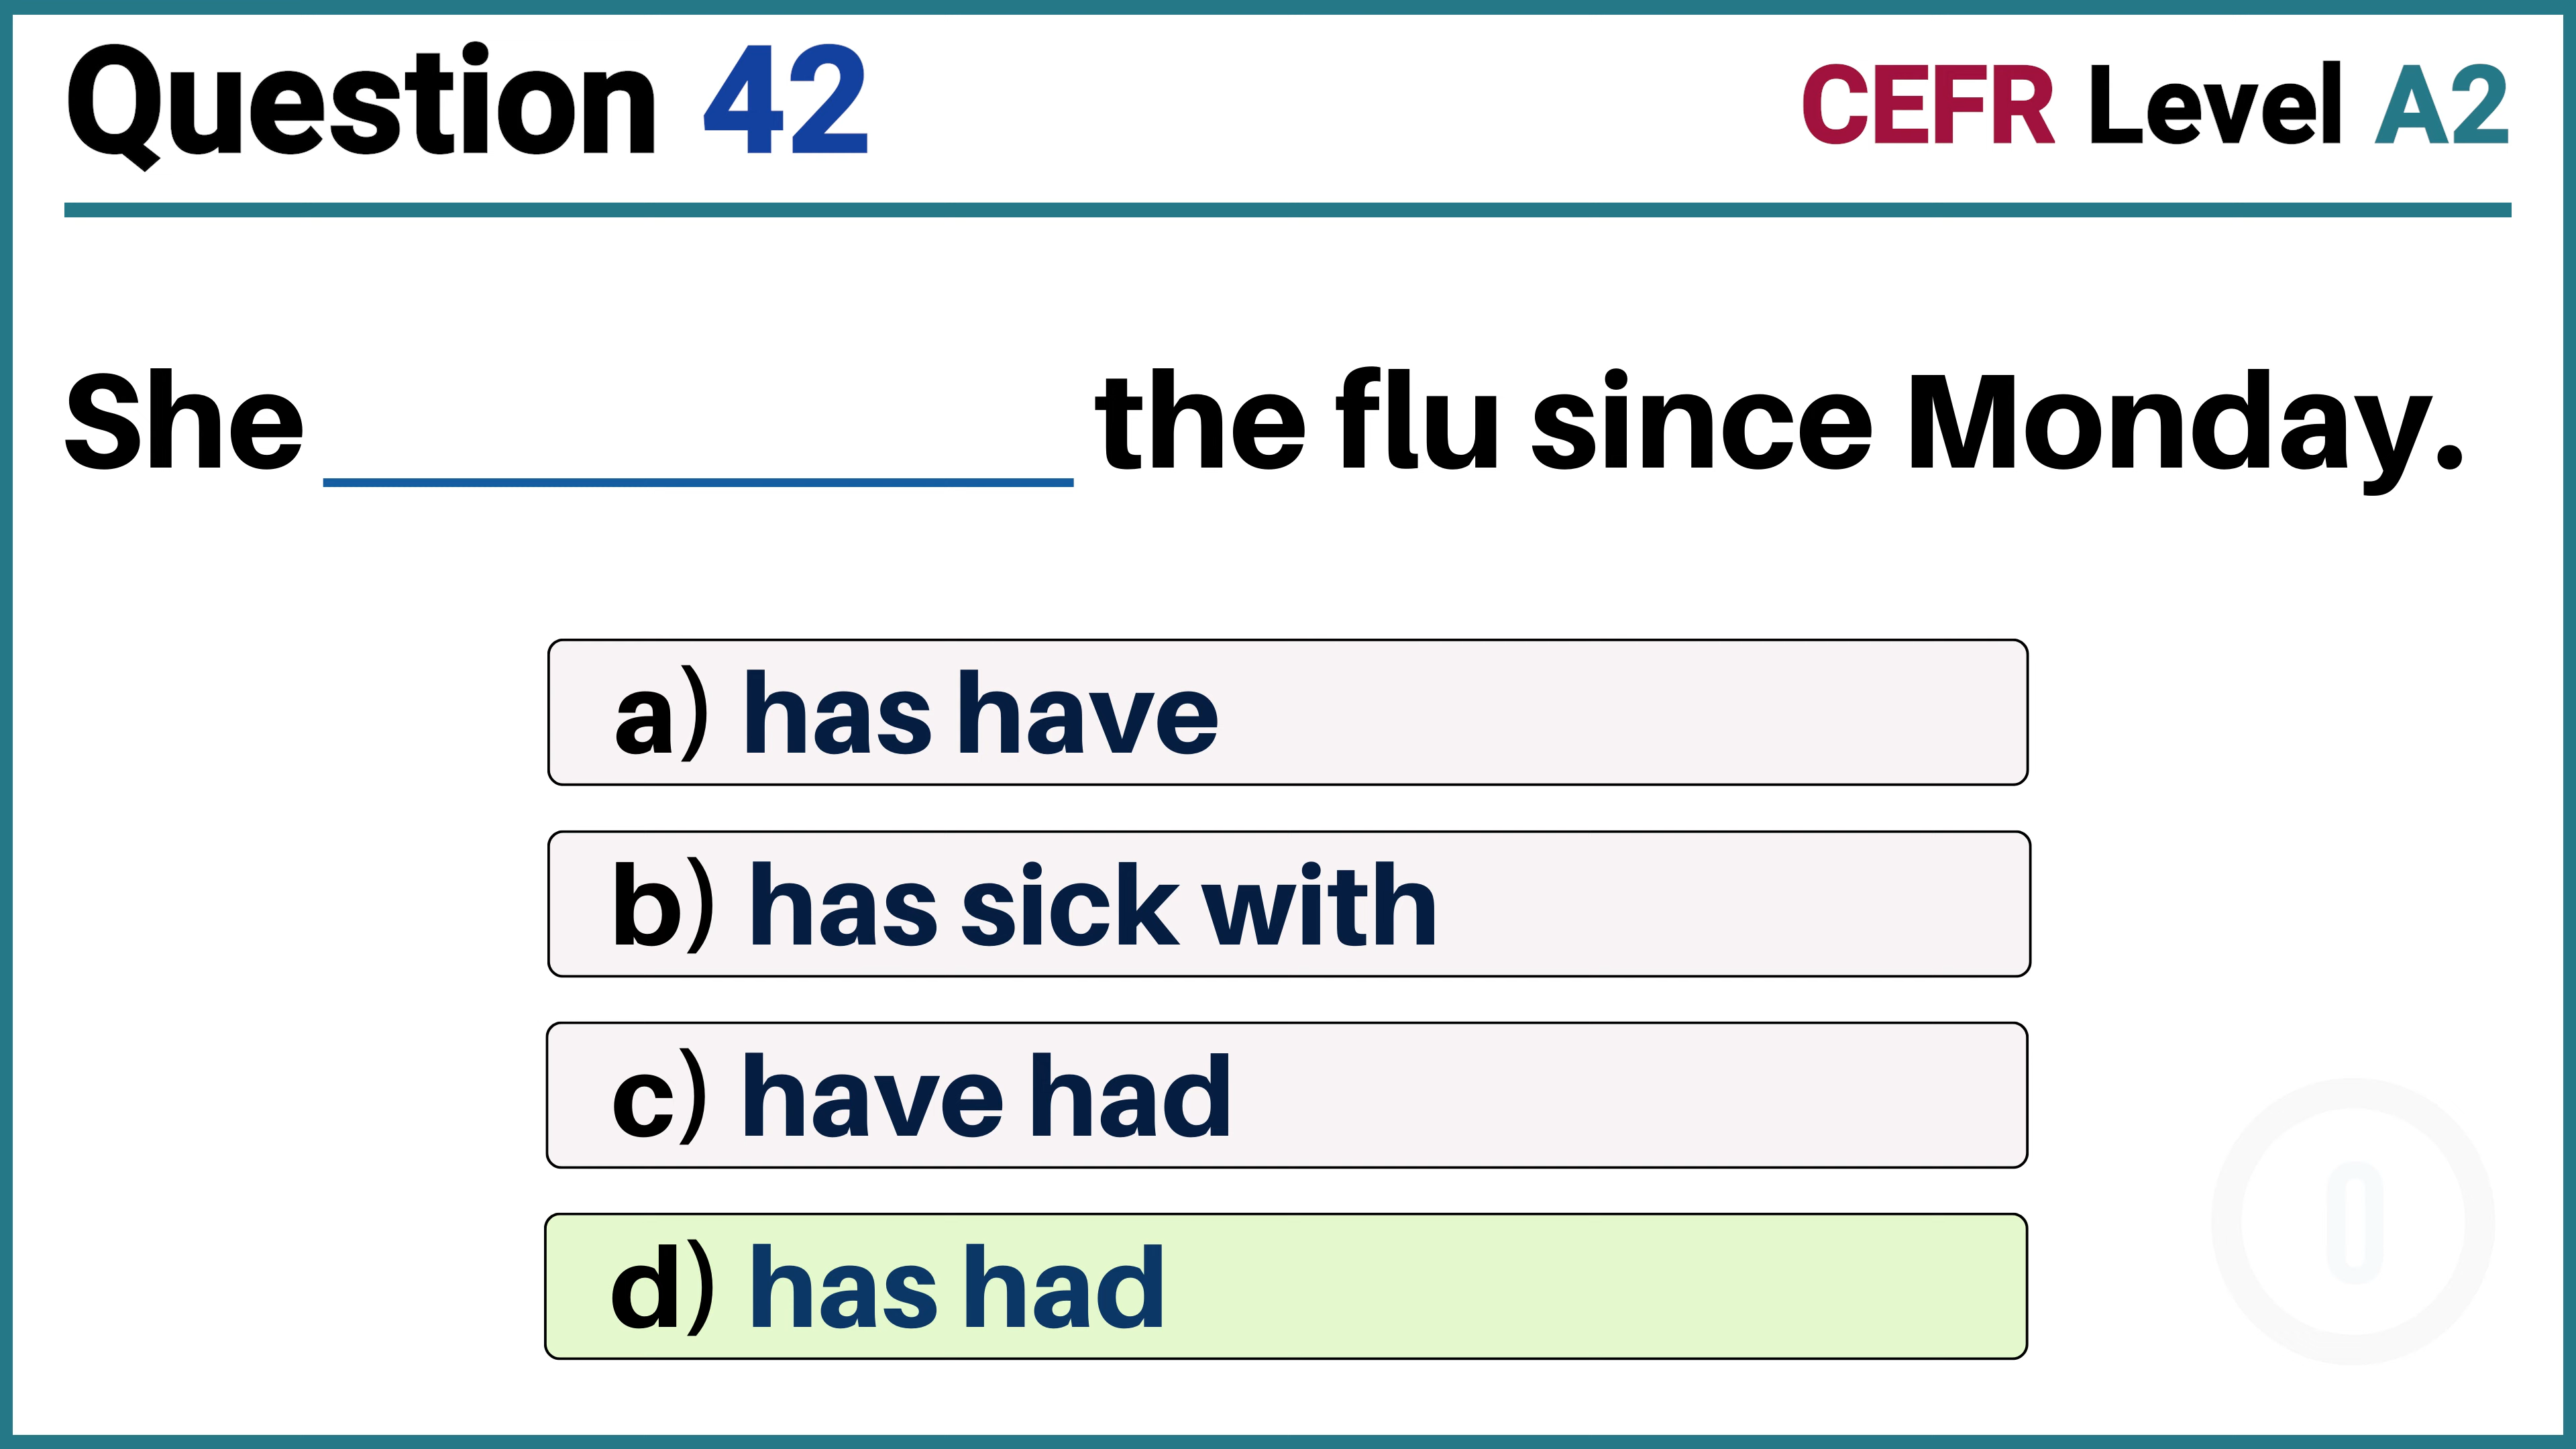 Question 42
CEFR Level A2
She ______ the flu since Monday.
a) has have
b) has sick with
c) have had
d) has had
0